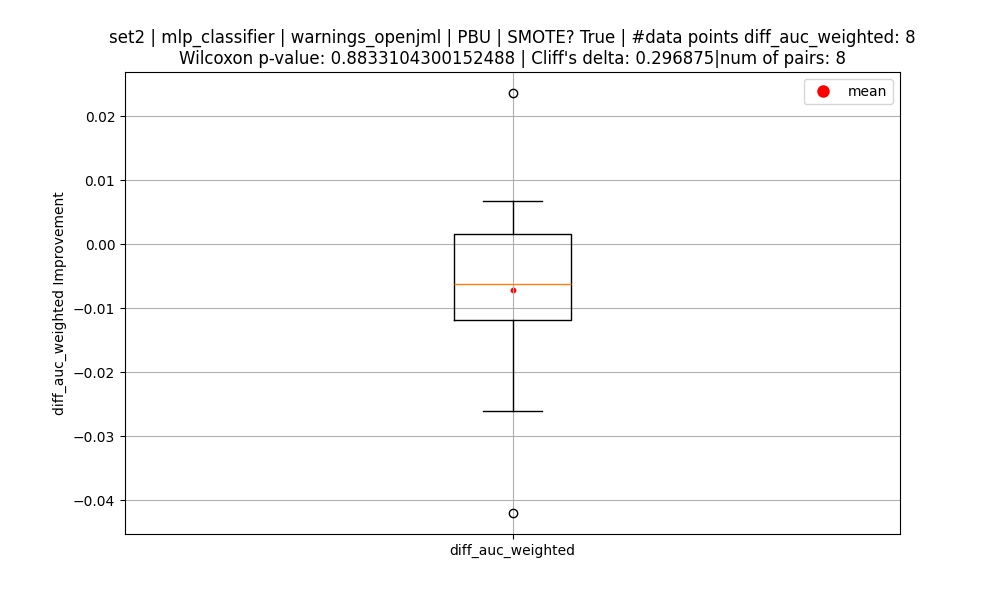 set2 | mlp_classifier | warnings_openjml | PBU | SMOTE? True | #data points diff_auc_weighted: 8
Wilcoxon p-value: 0.8833104300152488 | Cliff's delta: 0.296875|num of pairs: 8
mean
0.02
0.01
0.00
−0.01
−0.02
−0.03
−0.04
diff_auc_weighted Improvement
diff_auc_weighted